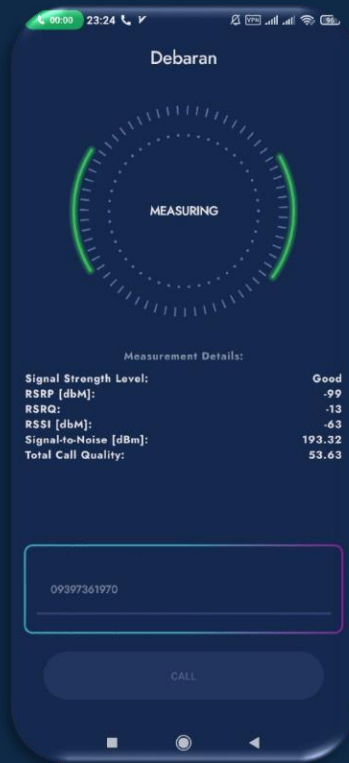 00:00 23:24 VPN
Debaran
MEASURING
Measurement Details:
Signal Strength Level: Good
RSRP [dbM]: -99
RSRQ: -13
RSSI [dbM]: -63
Signal-to-Noise [dBm]: 193.32
Total Call Quality: 53.63
09397361970
CALL